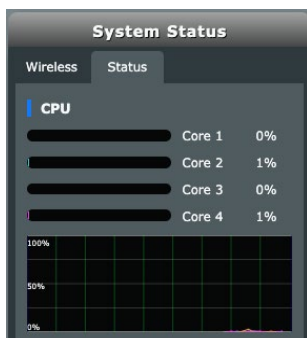 System Status
Wireless Status
CPU
Core 1 0%
Core 2 1%
Core 3 0%
Core 4 1%
100%
50%
0%